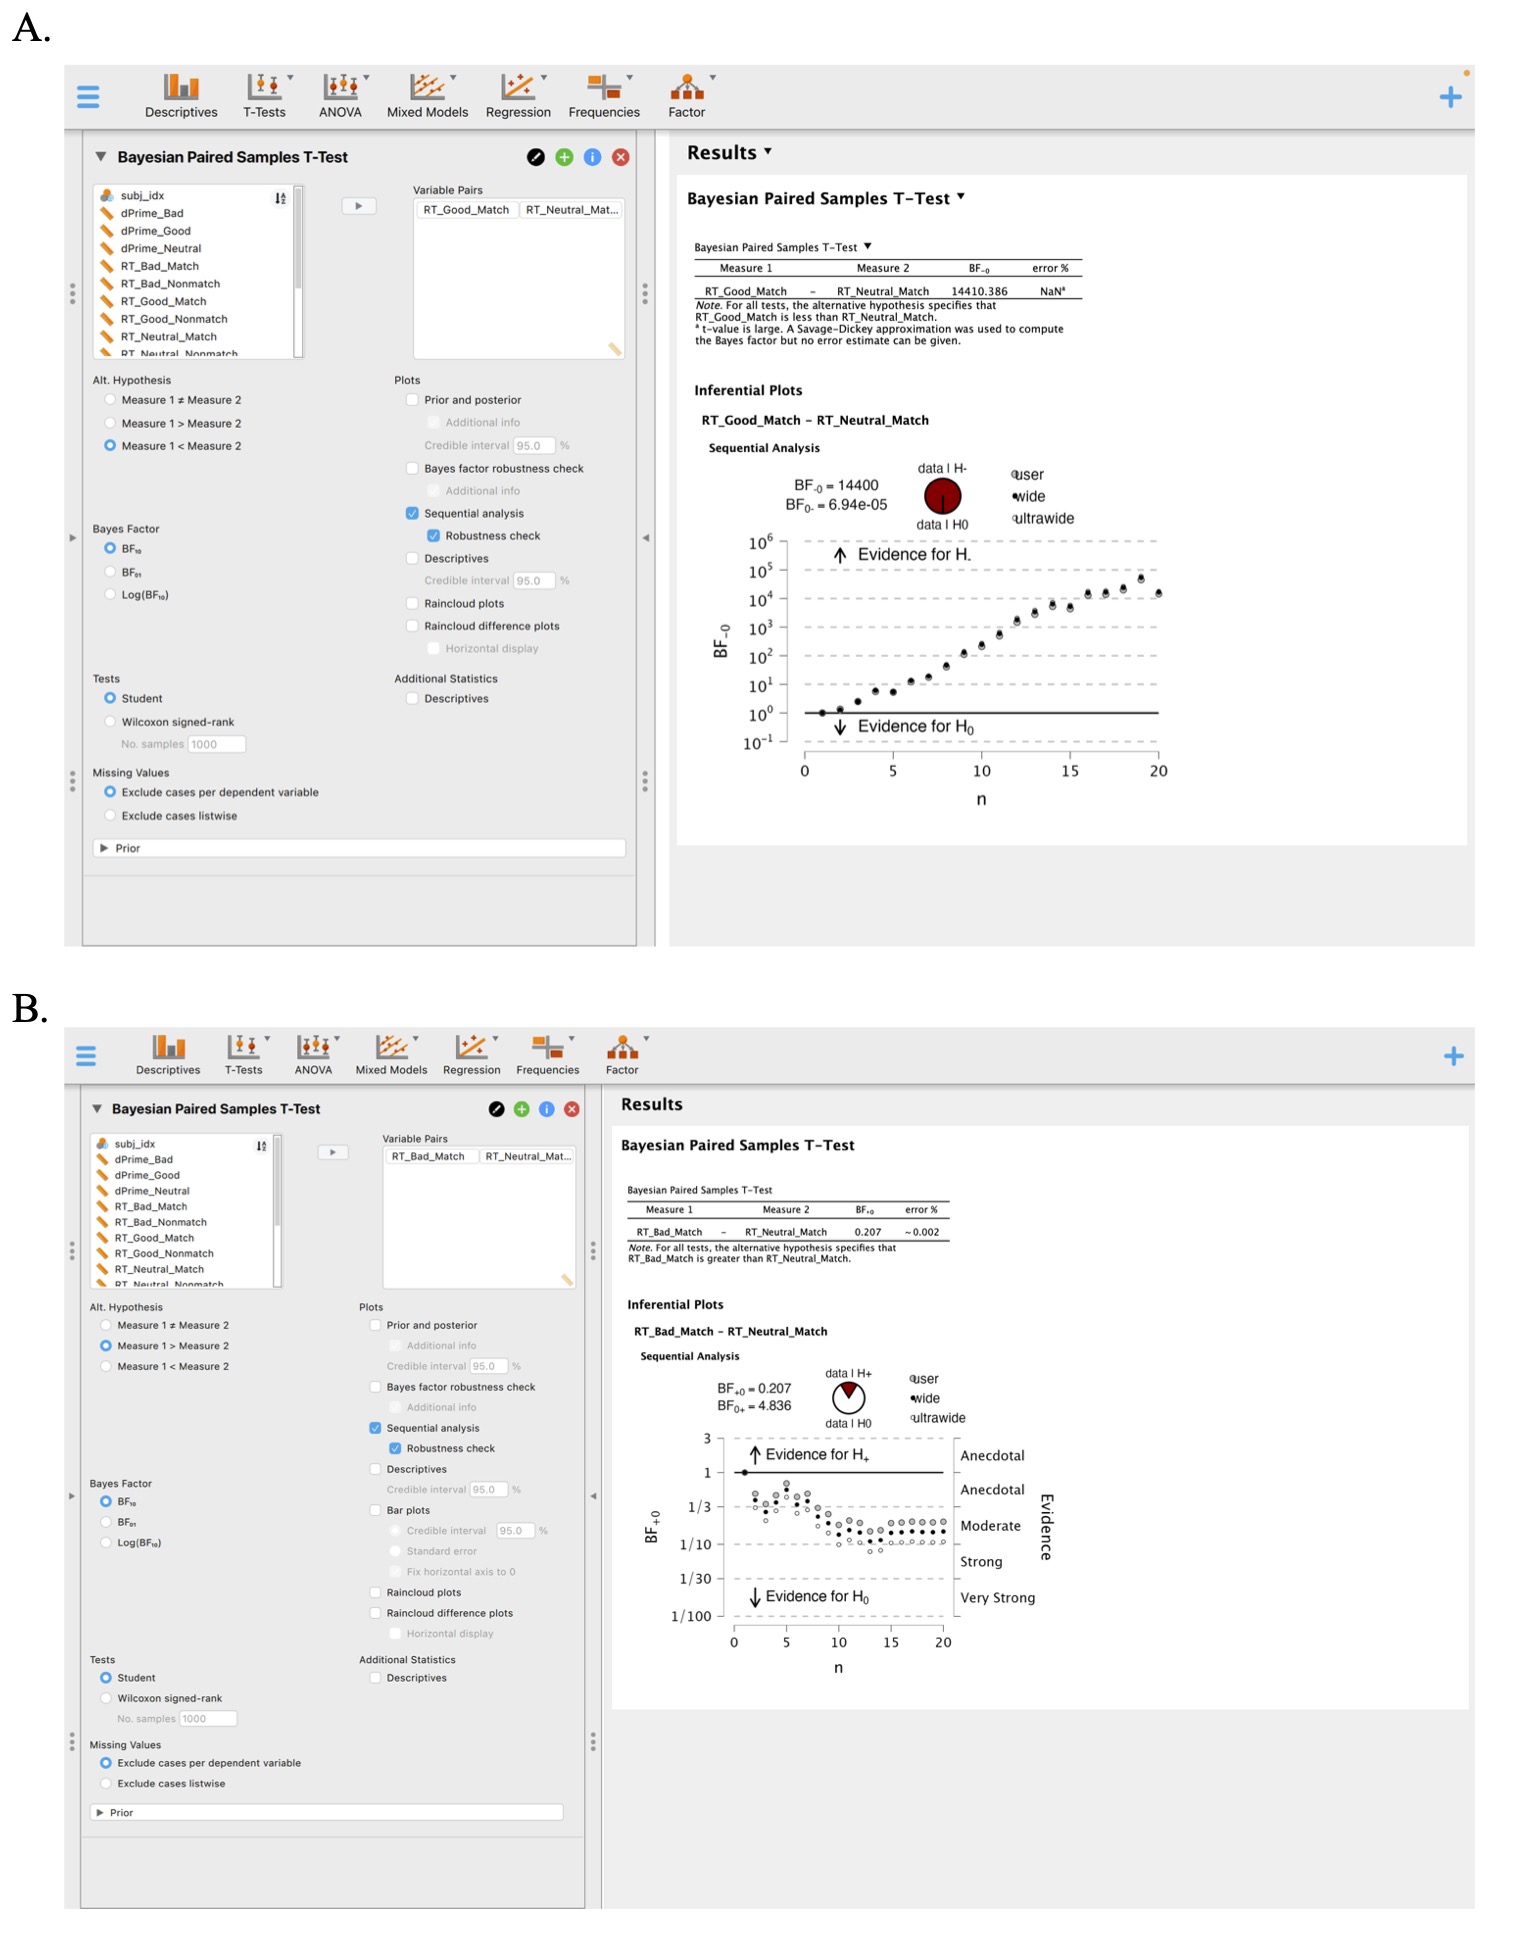 A.
Descriptives T-Tests ANOVA Mixed Models Regression Frequencies Factor
Bayesian Paired Samples T-Test
subj_idx
dPrime_Bad
dPrime_Good
dPrime_Neutral
RT_Bad_Match
RT_Bad_Nonmatch
RT_Good_Match
RT_Good_Nonmatch
RT_Neutral_Match
RT_Neutral_Nonmatch
Variable Pairs
RT_Good_Match RT_Neutral_Mat...
Alt. Hypothesis
Measure 1 ≠ Measure 2
Measure 1 > Measure 2
Measure 1 < Measure 2
Bayes Factor
BF₁₀
BF₀₁
Log(BF₁₀)
Tests
Student
Wilcoxon signed-rank
No. samples 1000
Missing Values
Exclude cases per dependent variable
Exclude cases listwise
Prior
Plots
Prior and posterior
Additional info
Credible interval 95.0 %
Bayes factor robustness check
Additional info
Sequential analysis
Robustness check
Descriptives
Credible interval 95.0 %
Raincloud plots
Raincloud difference plots
Horizontal display
Additional Statistics
Descriptives
Results
Bayesian Paired Samples T-Test
Bayesian Paired Samples T-Test
Measure 1 Measure 2 BF₋₀ error %
RT_Good_Match - RT_Neutral_Match 14410.386 NaNᵃ
Note. For all tests, the alternative hypothesis specifies that
RT_Good_Match is less than RT_Neutral_Match.
ᵃ t-value is large. A Savage-Dickey approximation was used to compute
the Bayes factor but no error estimate can be given.
Inferential Plots
RT_Good_Match - RT_Neutral_Match
Sequential Analysis
BF₋₀ = 14400
BF₀₋ = 6.94e-05
data | H-
data | H0
user
wide
ultrawide
10⁶
10⁵
10⁴
10³
10²
10¹
10⁰
10⁻¹
BF₋₀
Evidence for H₋
Evidence for H₀
0 5 10 15 20
n
B.
Descriptives T-Tests ANOVA Mixed Models Regression Frequencies Factor
Bayesian Paired Samples T-Test
subj_idx
dPrime_Bad
dPrime_Good
dPrime_Neutral
RT_Bad_Match
RT_Bad_Nonmatch
RT_Good_Match
RT_Good_Nonmatch
RT_Neutral_Match
RT_Neutral_Nonmatch
Variable Pairs
RT_Bad_Match RT_Neutral_Mat...
Alt. Hypothesis
Measure 1 ≠ Measure 2
Measure 1 > Measure 2
Measure 1 < Measure 2
Bayes Factor
BF₁₀
BF₀₁
Log(BF₁₀)
Tests
Student
Wilcoxon signed-rank
No. samples 1000
Missing Values
Exclude cases per dependent variable
Exclude cases listwise
Prior
Plots
Prior and posterior
Additional info
Credible interval 95.0 %
Bayes factor robustness check
Additional info
Sequential analysis
Robustness check
Descriptives
Credible interval 95.0 %
Bar plots
Credible interval 95.0 %
Standard error
Fix horizontal axis to 0
Raincloud plots
Raincloud difference plots
Horizontal display
Additional Statistics
Descriptives
Results
Bayesian Paired Samples T-Test
Bayesian Paired Samples T-Test
Measure 1 Measure 2 BF₊₀ error %
RT_Bad_Match - RT_Neutral_Match 0.207 ~ 0.002
Note. For all tests, the alternative hypothesis specifies that
RT_Bad_Match is greater than RT_Neutral_Match.
Inferential Plots
RT_Bad_Match - RT_Neutral_Match
Sequential Analysis
BF₊₀ = 0.207
BF₀₊ = 4.836
data | H+
data | H0
user
wide
ultrawide
3
1
1/3
1/10
1/30
1/100
BF₊₀
Evidence for H₊
Evidence for H₀
Anecdotal
Anecdotal
Moderate
Strong
Very Strong
Evidence
0 5 10 15 20
n